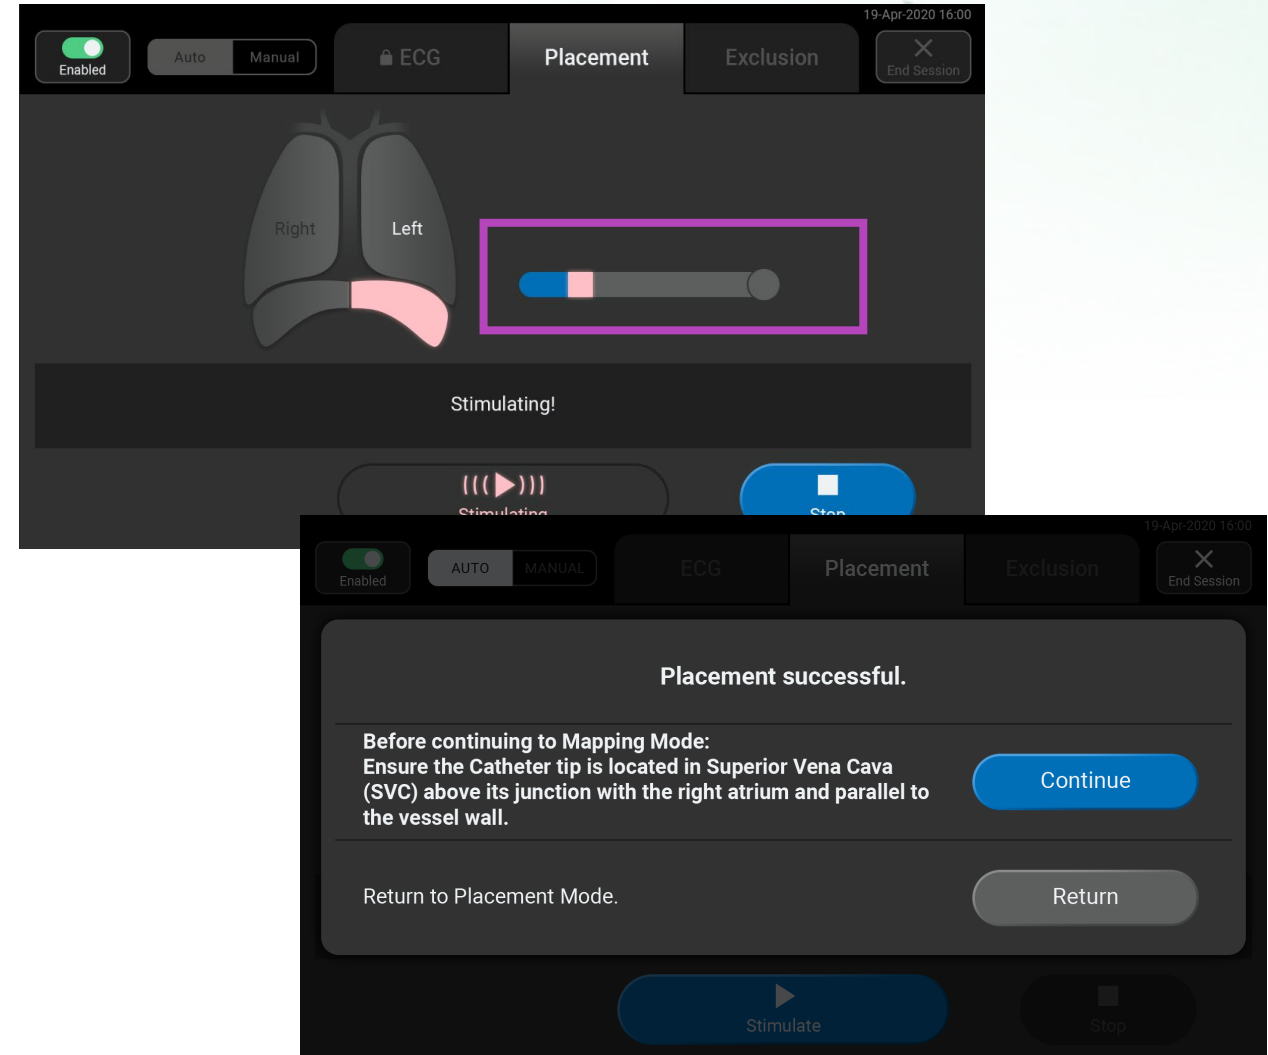 19-Apr-2020 16:00
Enabled
Auto Manual
ECG
Placement
Exclusion
End Session
Right
Left
Stimulating!
Stimulating
Stop
19-Apr-2020 16:00
Enabled
AUTO MANUAL
ECG
Placement
Exclusion
End Session
Placement successful.
Before continuing to Mapping Mode:
Ensure the Catheter tip is located in Superior Vena Cava
(SVC) above its junction with the right atrium and parallel to
the vessel wall.
Continue
Return to Placement Mode.
Return
Stimulate
Stop